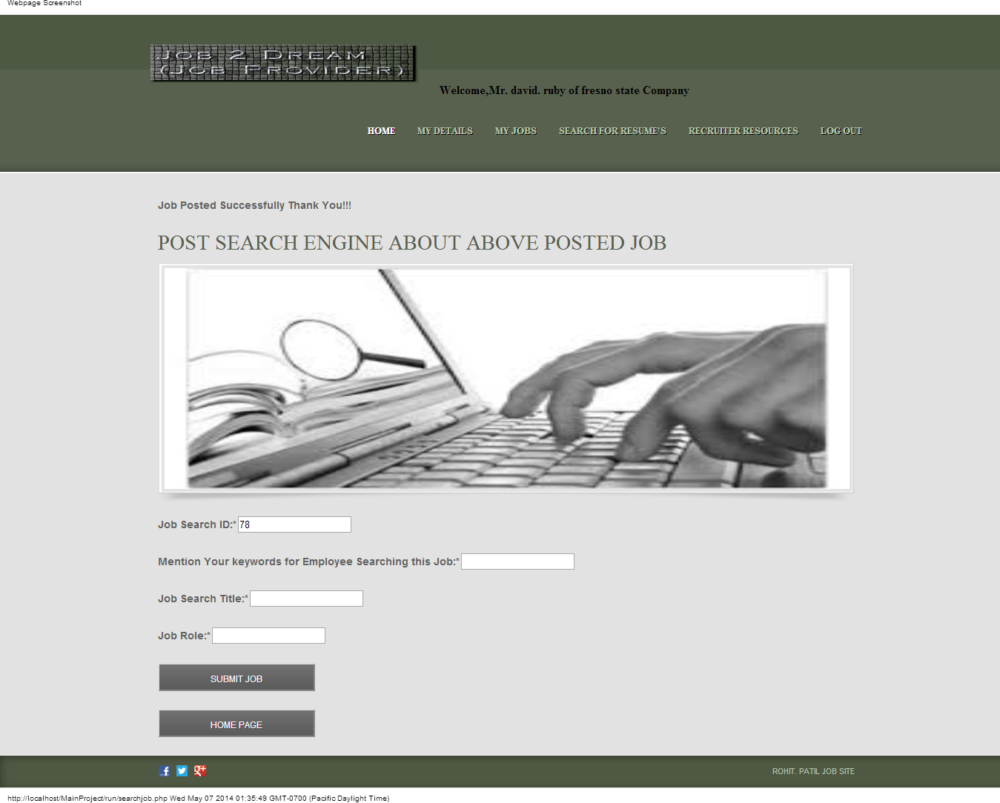 Webpage Screenshot
Job 2 Dream
(Job Provider)
Welcome,Mr. david. ruby of fresno state Company
HOME MY DETAILS MY JOBS SEARCH FOR RESUME'S RECRUITER RESOURCES LOG OUT
Job Posted Successfully Thank You!!!
POST SEARCH ENGINE ABOUT ABOVE POSTED JOB
Job Search ID:* 78
Mention Your keywords for Employee Searching this Job:*
Job Search Title:*
Job Role:*
SUBMIT JOB
HOME PAGE
ROHIT. PATIL JOB SITE
http://localhost/MainProject/run/searchjob.php Wed May 07 2014 01:35:49 GMT-0700 (Pacific Daylight Time)